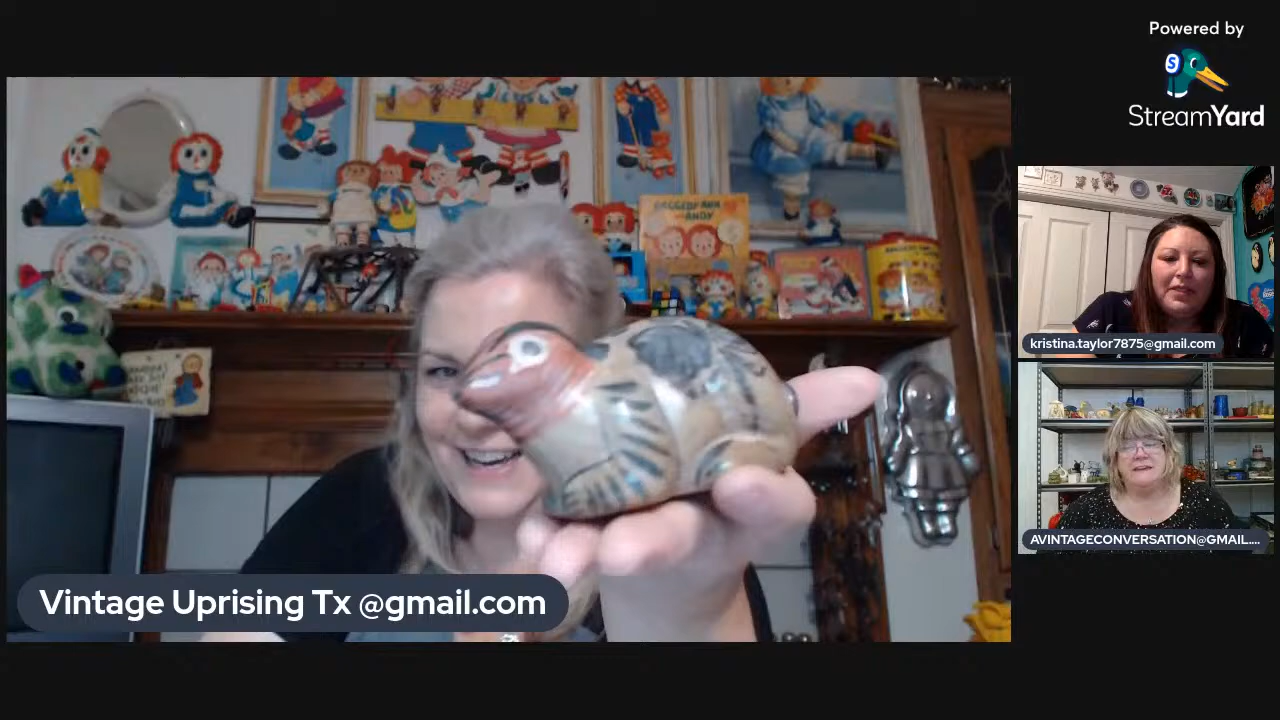 Powered by
StreamYard
RAGGEDY ANN
AND ANDY
kristina.taylor7875@gmail.com
AVINTAGECONVERSATION@GMAIL....
Vintage Uprising Tx @gmail.com